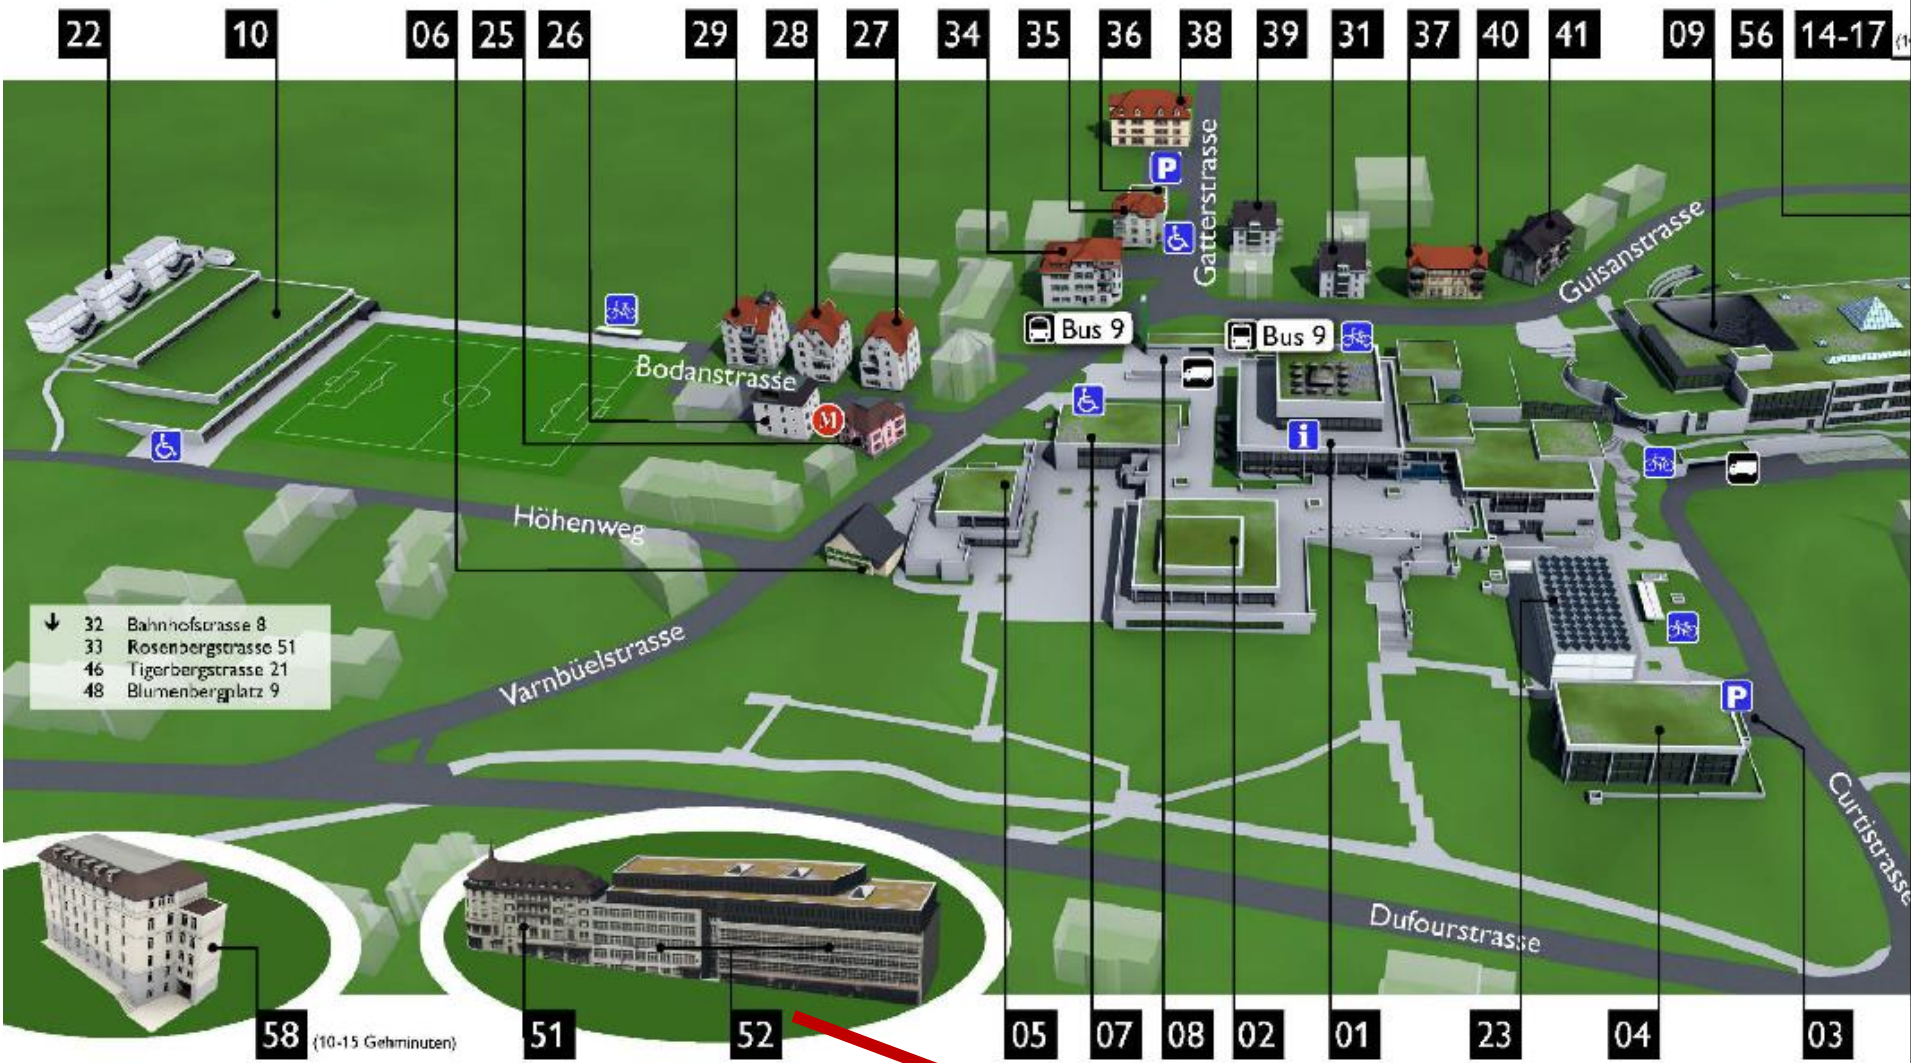 22 10 06 25 26 29 28 27 34 35 36 38 39 31 37 40 41 09 56 14-17
Gatterstrasse
Guisanstrasse
Bus 9
Bus 9
Bodanstrasse
M
i
P
Höhenweg
32 Bahnhofstrasse 8
33 Rosenbergstrasse 51
46 Tigerbergstrasse 21
48 Blumenbergplatz 9
Varnbüelstrasse
P
Curtistrasse
Dufourstrasse
58 (10-15 Gehminuten) 51 52 05 07 08 02 01 23 04 03